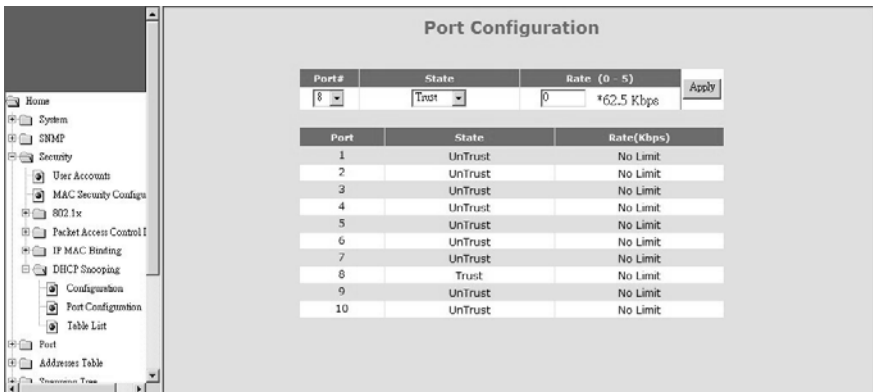 Port Configuration
Port# State Rate (0 - 5)
8 Trust 0 *62.5 Kbps Apply
Home
System
SNMP
Security
User Accounts
MAC Security Configu
802.1x
Packet Access Control
IP MAC Binding
DHCP Snooping
Configuration
Port Configuration
Table List
Port
Addresses Table
Spanning Tree
Port State Rate(Kbps)
1 UnTrust No Limit
2 UnTrust No Limit
3 UnTrust No Limit
4 UnTrust No Limit
5 UnTrust No Limit
6 UnTrust No Limit
7 UnTrust No Limit
8 Trust No Limit
9 UnTrust No Limit
10 UnTrust No Limit